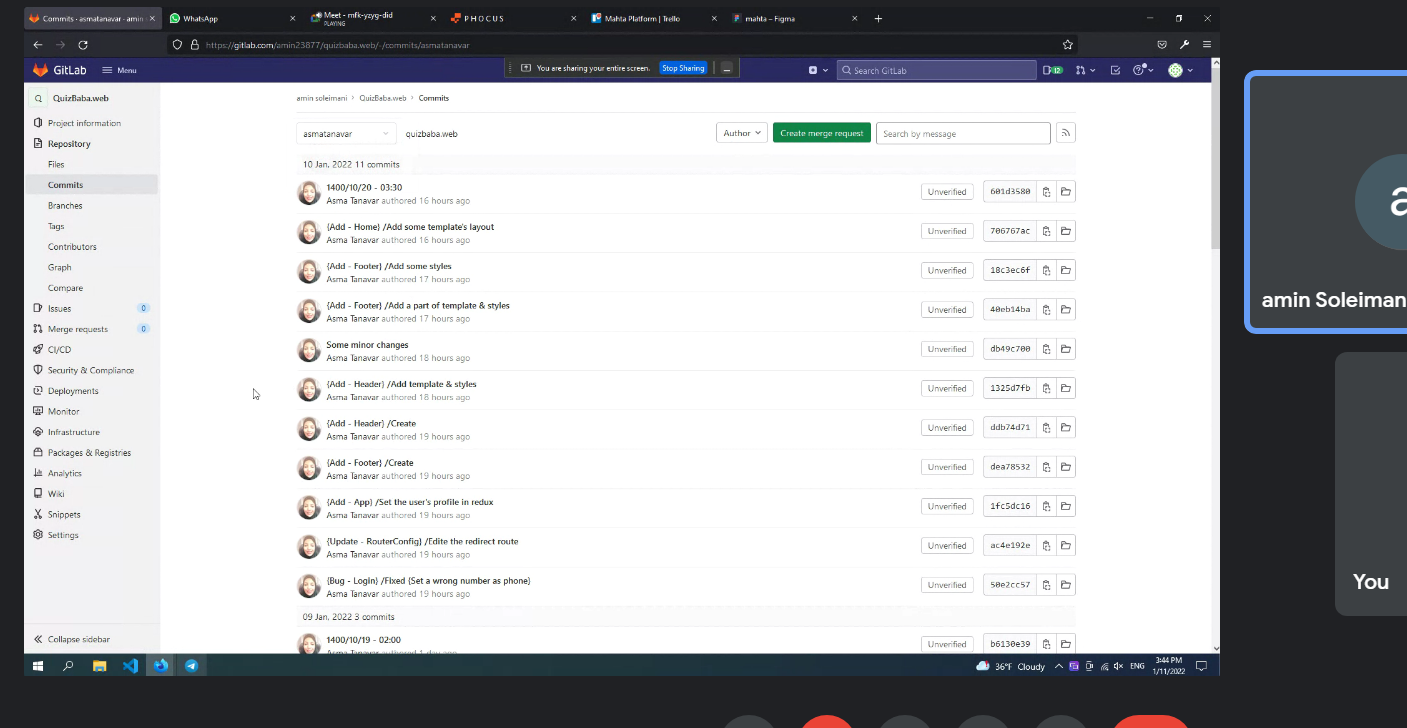 Commits · asmatanavar · amin
WhatsApp
Meet - mfk-yzyg-did
PLAYING
P H O C U S
Mahta Platform | Trello
mahta – Figma
https://gitlab.com/amin23877/quizbaba.web/-/commits/asmatanavar
GitLab
Menu
You are sharing your entire screen.
Stop Sharing
Search GitLab
12
Q
QuizBaba.web
Project information
Repository
Files
Commits
Branches
Tags
Contributors
Graph
Compare
Issues 0
Merge requests 0
CI/CD
Security & Compliance
Deployments
Monitor
Infrastructure
Packages & Registries
Analytics
Wiki
Snippets
Settings
Collapse sidebar
amin soleimani › QuizBaba.web › Commits
asmatanavar
quizbaba.web
Author
Create merge request
Search by message
10 Jan, 2022 11 commits
1400/10/20 - 03:30
Asma Tanavar authored 16 hours ago
Unverified
601d3580
{Add - Home} /Add some template's layout
Asma Tanavar authored 16 hours ago
Unverified
706767ac
{Add - Footer} /Add some styles
Asma Tanavar authored 17 hours ago
Unverified
18c3ec6f
{Add - Footer} /Add a part of template & styles
Asma Tanavar authored 17 hours ago
Unverified
40eb14ba
Some minor changes
Asma Tanavar authored 18 hours ago
Unverified
db49c700
{Add - Header} /Add template & styles
Asma Tanavar authored 18 hours ago
Unverified
1325d7fb
{Add - Header} /Create
Asma Tanavar authored 19 hours ago
Unverified
ddb74d71
{Add - Footer} /Create
Asma Tanavar authored 19 hours ago
Unverified
dea78532
{Add - App} /Set the user's profile in redux
Asma Tanavar authored 19 hours ago
Unverified
1fc5dc16
{Update - RouterConfig} /Edite the redirect route
Asma Tanavar authored 19 hours ago
Unverified
ac4e192e
{Bug - Login} /Fixed {Set a wrong number as phone}
Asma Tanavar authored 19 hours ago
Unverified
50e2cc57
09 Jan, 2022 3 commits
1400/10/19 - 02:00
Asma Tanavar authored 1 day ago
Unverified
b6130e39
36°F Cloudy
ENG
3:44 PM
1/11/2022
a
amin Soleiman
You